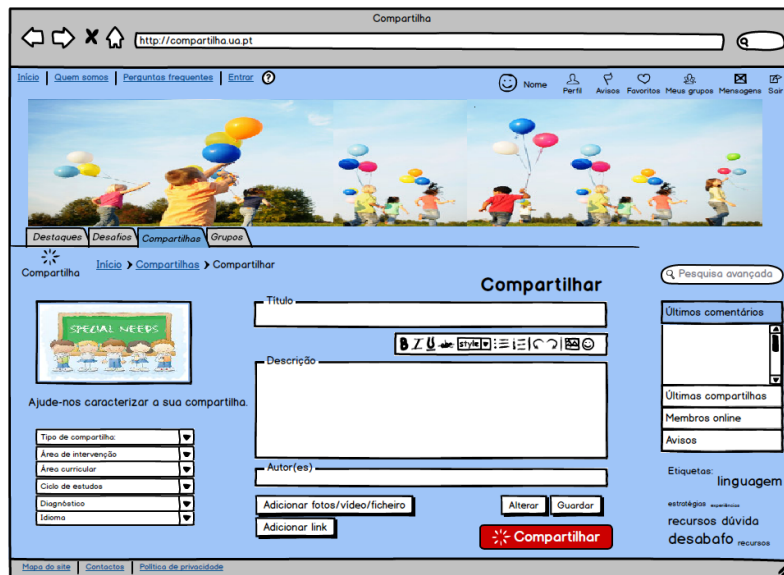 Compartilha
http://compartilha.ua.pt
Início Quem somos Perguntas frequentes Entrar ?
Nome Perfil Avisos Favoritos Meus grupos Mensagens Sair
Destaques Desafios Compartilhas Grupos
Compartilha
Início > Compartilhas > Compartilhar
Pesquisa avançada
Compartilhar
SPECIAL NEEDS
Ajude-nos caracterizar a sua compartilha.
Tipo de compartilha:
Área de intervenção
Área curricular
Ciclo de estudos
Diagnóstico
Idioma
Título
B I U abc style
Descrição
Autor(es)
Adicionar fotos/vídeo/ficheiro
Alterar Guardar
Adicionar link
Compartilhar
Últimos comentários
Últimas compartilhas
Membros online
Avisos
Etiquetas:
linguagem
estratégias experiências
recursos dúvida
desabafo recursos
Mapa do site Contactos Política de privacidade